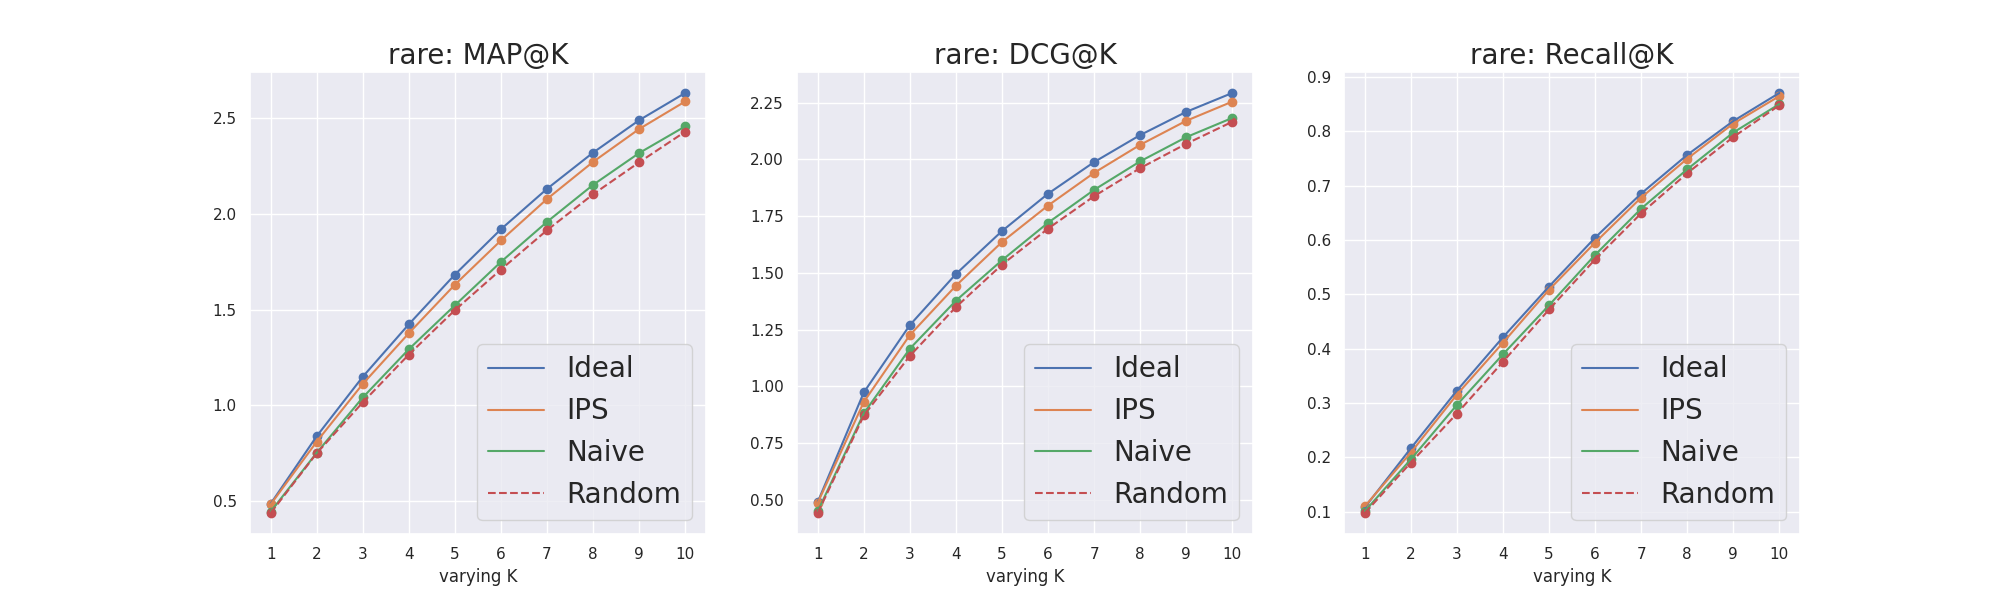 rare: MAP@K
2.5
2.0
1.5
1.0
0.5
1 2 3 4 5 6 7 8 9 10
varying K
Ideal
IPS
Naive
Random
rare: DCG@K
2.25
2.00
1.75
1.50
1.25
1.00
0.75
0.50
1 2 3 4 5 6 7 8 9 10
varying K
Ideal
IPS
Naive
Random
rare: Recall@K
0.9
0.8
0.7
0.6
0.5
0.4
0.3
0.2
0.1
1 2 3 4 5 6 7 8 9 10
varying K
Ideal
IPS
Naive
Random